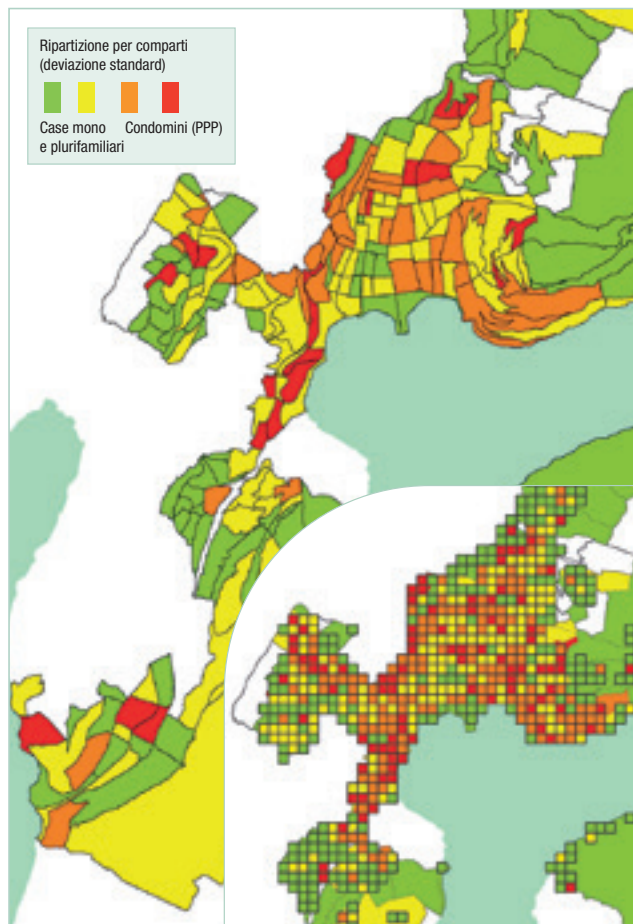 Ripartizione per comparti
(deviazione standard)
Case mono Condomini (PPP)
e plurifamiliari